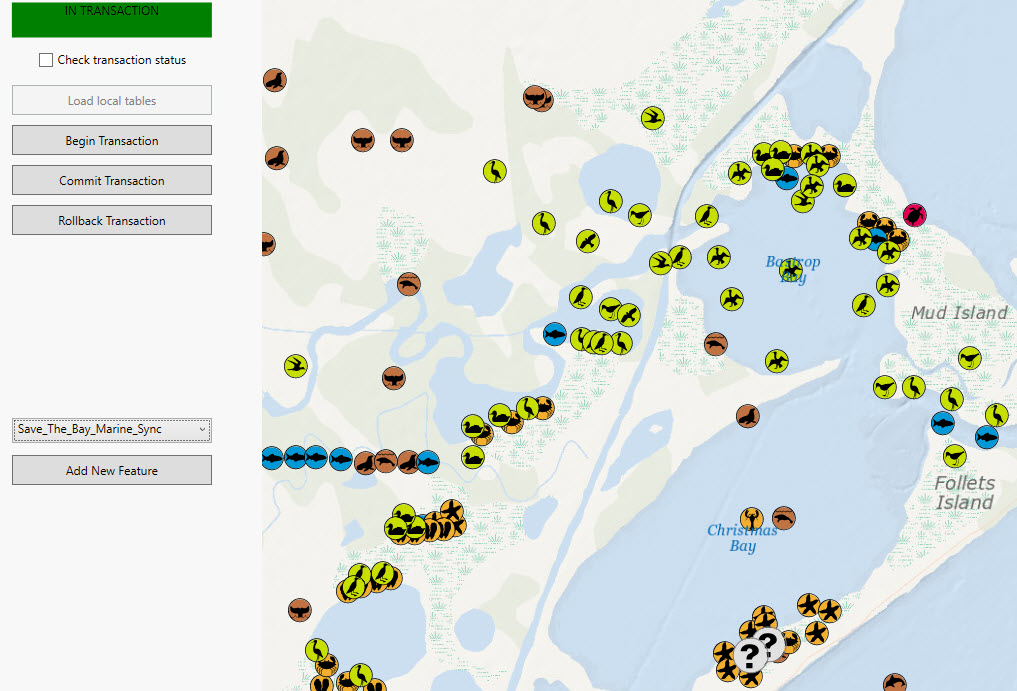 IN TRANSACTION
Check transaction status
Load local tables
Begin Transaction
Commit Transaction
Rollback Transaction
Save_The_Bay_Marine_Sync
Add New Feature
Bastrop
Bay
Mud Island
Follets
Island
Christmas
Bay
?
?